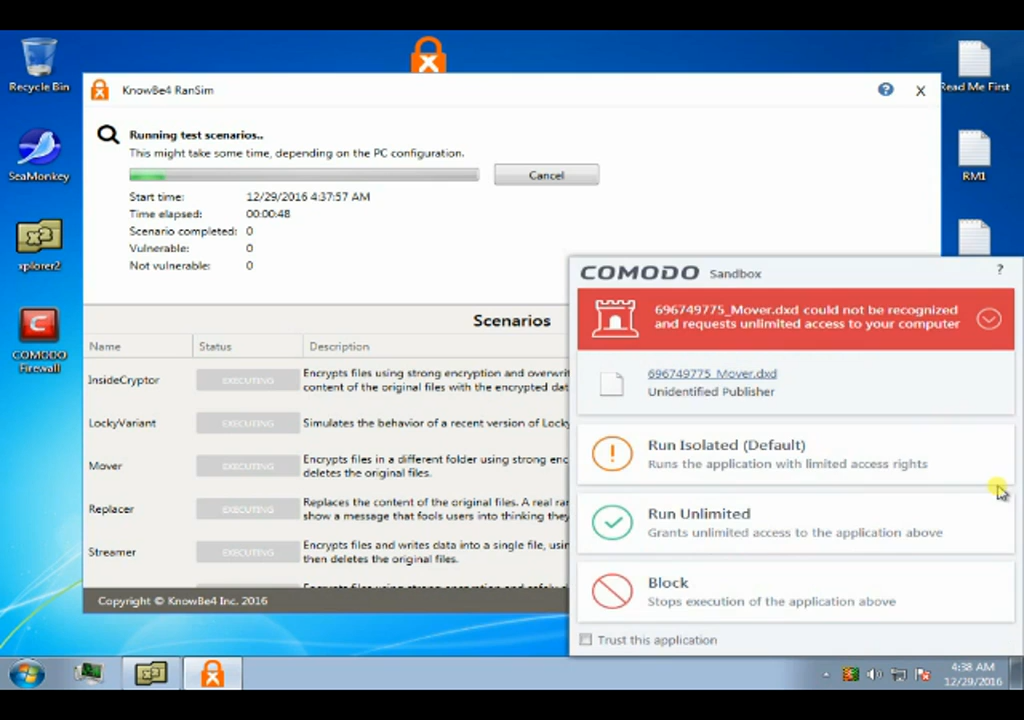 Recycle Bin
SeaMonkey
xplorer2
COMODO
Firewall
Read Me First
RM1
KnowBe4 RanSim
?
X
Running test scenarios..
This might take some time, depending on the PC configuration.
Cancel
Start time: 12/29/2016 4:37:57 AM
Time elapsed: 00:00:48
Scenario completed: 0
Vulnerable: 0
Not vulnerable: 0
Scenarios
Name Status Description
InsideCryptor EXECUTING Encrypts files using strong encryption and overwrit
content of the original files with the encrypted dat
LockyVariant EXECUTING Simulates the behavior of a recent version of Locky
Mover EXECUTING Encrypts files in a different folder using strong enc
deletes the original files.
Replacer EXECUTING Replaces the content of the original files. A real ran
show a message that fools users into thinking they
Streamer EXECUTING Encrypts files and writes data into a single file, usin
then deletes the original files.
Copyright © KnowBe4 Inc. 2016
COMODO Sandbox ?
696749775_Mover.dxd could not be recognized
and requests unlimited access to your computer
696749775_Mover.dxd
Unidentified Publisher
Run Isolated (Default)
Runs the application with limited access rights
Run Unlimited
Grants unlimited access to the application above
Block
Stops execution of the application above
Trust this application
4:38 AM
12/29/2016